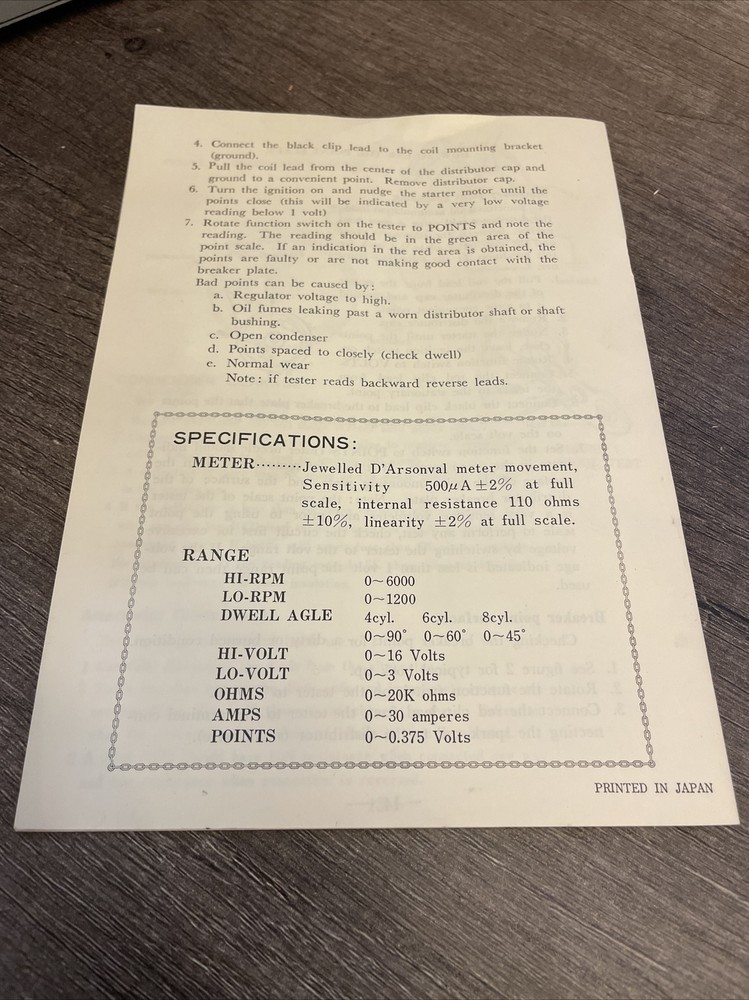 4. Connect the black clip lead to the coil mounting bracket
(ground).
5. Pull the coil lead from the center of the distributor cap and
ground to a convenient point. Remove distributor cap.
6. Turn the ignition on and nudge the starter motor until the
points close (this will be indicated by a very low voltage
reading below 1 volt)
7. Rotate function switch on the tester to POINTS and note the
reading. The reading should be in the green area of the
point scale. If an indication in the red area is obtained, the
points are faulty or are not making good contact with the
breaker plate.
Bad points can be caused by:
a. Regulator voltage to high.
b. Oil fumes leaking past a worn distributor shaft or shaft
bushing.
c. Open condenser
d. Points spaced to closely (check dwell)
e. Normal wear
Note: if tester reads backward reverse leads.
SPECIFICATIONS:
METER·········Jewelled D'Arsonval meter movement,
Sensitivity 500μA±2% at full
scale, internal resistance 110 ohms
±10%, linearity ±2% at full scale.
RANGE
HI-RPM 0~6000
LO-RPM 0~1200
DWELL AGLE 4cyl. 6cyl. 8cyl.
0~90° 0~60° 0~45°
HI-VOLT 0~16 Volts
LO-VOLT 0~3 Volts
OHMS 0~20K ohms
AMPS 0~30 amperes
POINTS 0~0.375 Volts
PRINTED IN JAPAN